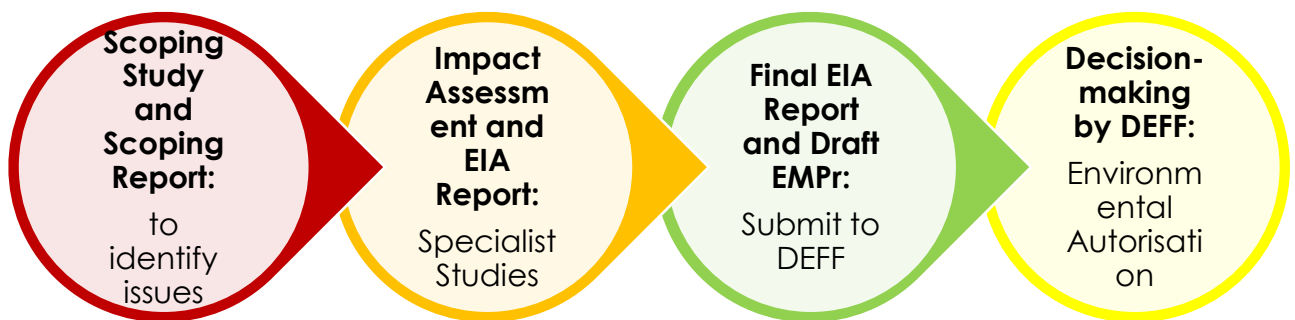 Scoping
Study
and
Scoping
Report:
to
identify
issues
Impact
Assessm
ent and
EIA
Report:
Specialist
Studies
Final EIA
Report
and Draft
EMPr:
Submit to
DEFF
Decision-
making
by DEFF:
Environm
ental
Autorisati
on